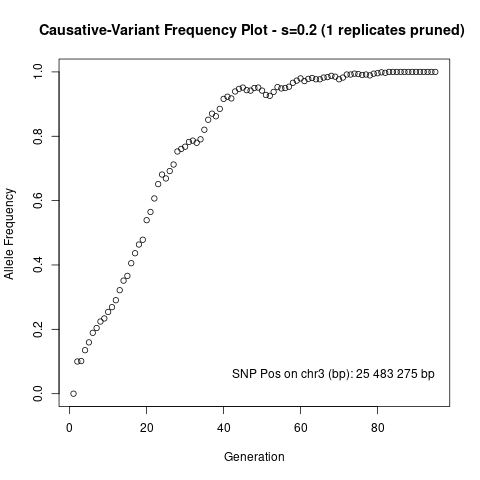 Causative-Variant Frequency Plot - s=0.2 (1 replicates pruned)
Allele Frequency
1.0
0.8
0.6
0.4
0.2
0.0
SNP Pos on chr3 (bp): 25 483 275 bp
0 20 40 60 80
Generation